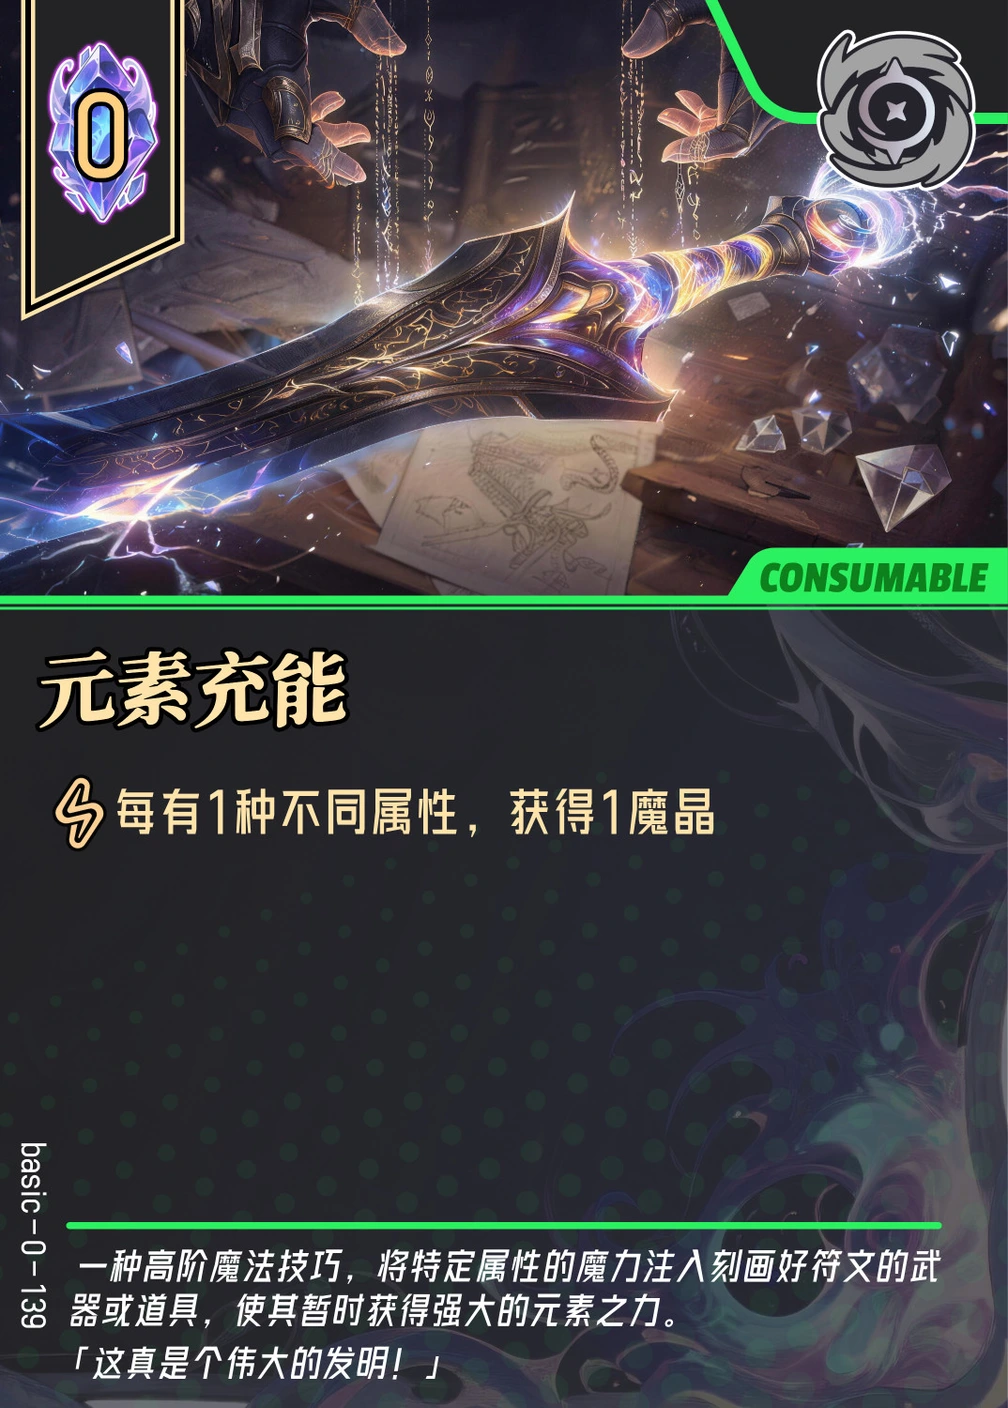 0
CONSUMABLE
元素充能
每有1种不同属性，获得1魔晶
一种高阶魔法技巧，将特定属性的魔力注入刻画好符文的武
器或道具，使其暂时获得强大的元素之力。
「这真是个伟大的发明！」
basic-0-139